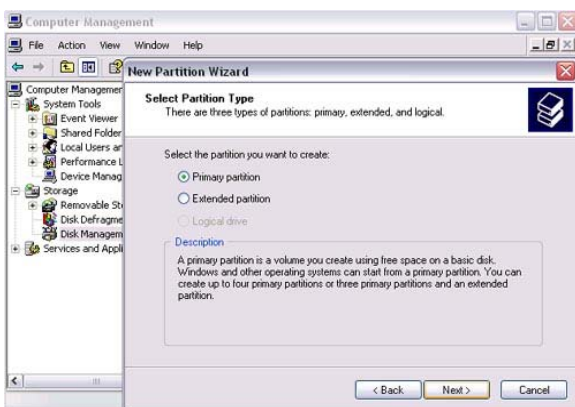 Computer Management
File Action View Window Help
New Partition Wizard
Computer Managemer
System Tools
Event Viewer
Shared Folder
Local Users ar
Performance L
Device Manag
Storage
Removable Sto
Disk Defragme
Disk Managem
Services and Appli
Select Partition Type
There are three types of partitions: primary, extended, and logical.
Select the partition you want to create:
Primary partition
Extended partition
Logical drive
Description
A primary partition is a volume you create using free space on a basic disk.
Windows and other operating systems can start from a primary partition. You can
create up to four primary partitions or three primary partitions and an extended
partition.
< Back Next > Cancel